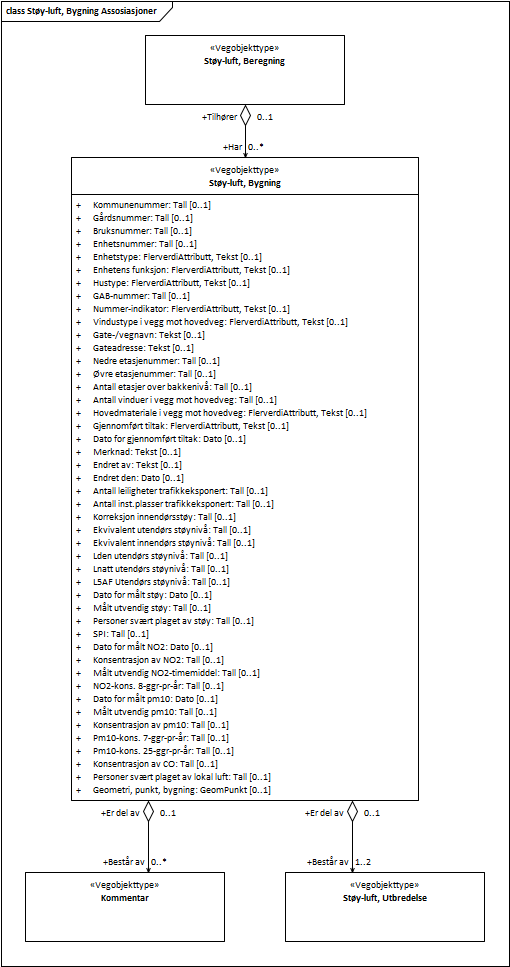 class Støy-luft, Bygning Assosiasjoner
«Vegobjekttype»
Støy-luft, Beregning
+Tilhører 0..1
+Har 0..*
«Vegobjekttype»
Støy-luft, Bygning
+ Kommunenummer: Tall [0..1]
+ Gårdsnummer: Tall [0..1]
+ Bruksnummer: Tall [0..1]
+ Enhetsnummer: Tall [0..1]
+ Enhetstype: FlerverdiAttributt, Tekst [0..1]
+ Enhetens funksjon: FlerverdiAttributt, Tekst [0..1]
+ Hustype: FlerverdiAttributt, Tekst [0..1]
+ GAB-nummer: Tall [0..1]
+ Nummer-indikator: FlerverdiAttributt, Tekst [0..1]
+ Vindustype i vegg mot hovedveg: FlerverdiAttributt, Tekst [0..1]
+ Gate-/vegnavn: Tekst [0..1]
+ Gateadresse: Tekst [0..1]
+ Nedre etasjenummer: Tall [0..1]
+ Øvre etasjenummer: Tall [0..1]
+ Antall etasjer over bakkenivå: Tall [0..1]
+ Antall vinduer i vegg mot hovedveg: Tall [0..1]
+ Hovedmateriale i vegg mot hovedveg: FlerverdiAttributt, Tekst [0..1]
+ Gjennomført tiltak: FlerverdiAttributt, Tekst [0..1]
+ Dato for gjennomført tiltak: Dato [0..1]
+ Merknad: Tekst [0..1]
+ Endret av: Tekst [0..1]
+ Endret den: Dato [0..1]
+ Antall leiligheter trafikkeksponert: Tall [0..1]
+ Antall inst.plasser trafikkeksponert: Tall [0..1]
+ Korreksjon innendørsstøy: Tall [0..1]
+ Ekvivalent utendørs støynivå: Tall [0..1]
+ Ekvivalent innendørs støynivå: Tall [0..1]
+ Lden utendørs støynivå: Tall [0..1]
+ Lnatt utendørs støynivå: Tall [0..1]
+ L5AF Utendørs støynivå: Tall [0..1]
+ Dato for målt støy: Dato [0..1]
+ Målt utvendig støy: Tall [0..1]
+ Personer svært plaget av støy: Tall [0..1]
+ SPI: Tall [0..1]
+ Dato for målt NO2: Dato [0..1]
+ Konsentrasjon av NO2: Tall [0..1]
+ Målt utvendig NO2-timemiddel: Tall [0..1]
+ NO2-kons. 8-ggr-pr-år: Tall [0..1]
+ Dato for målt pm10: Dato [0..1]
+ Målt utvendig pm10: Tall [0..1]
+ Konsentrasjon av pm10: Tall [0..1]
+ Pm10-kons. 7-ggr-pr-år: Tall [0..1]
+ Pm10-kons. 25-ggr-pr-år: Tall [0..1]
+ Konsentrasjon av CO: Tall [0..1]
+ Personer svært plaget av lokal luft: Tall [0..1]
+ Geometri, punkt, bygning: GeomPunkt [0..1]
+Er del av 0..1
+Er del av 0..1
+Består av 0..*
+Består av 1..2
«Vegobjekttype»
Kommentar
«Vegobjekttype»
Støy-luft, Utbredelse